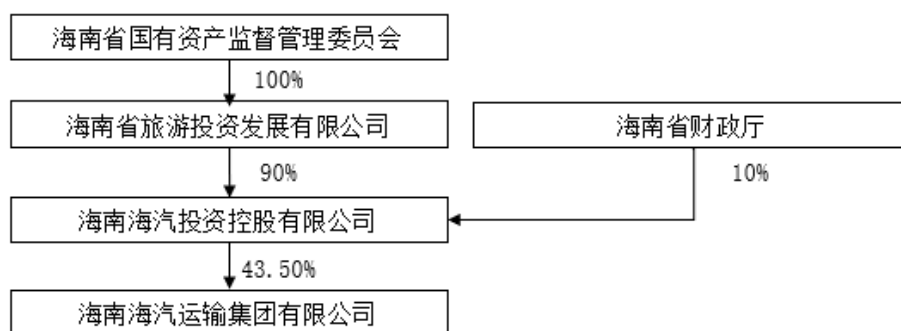 海南省国有资产监督管理委员会
100%
海南省旅游投资发展有限公司
海南省财政厅
90%
10%
海南海汽投资控股有限公司
43.50%
海南海汽运输集团有限公司